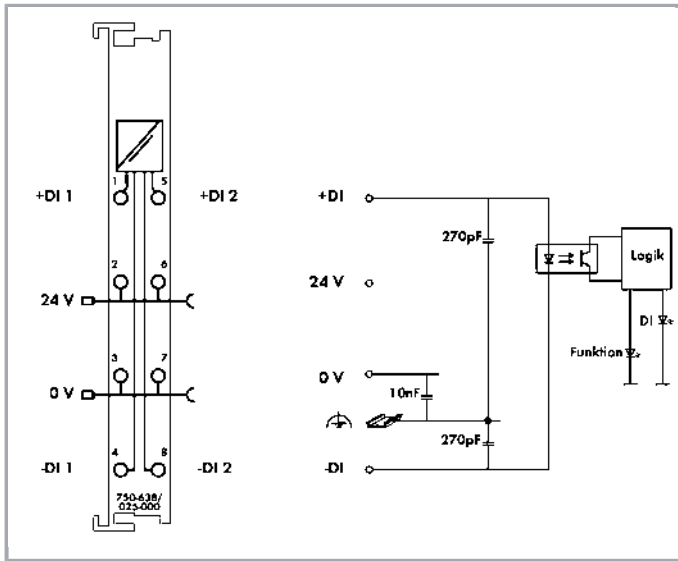 1 5
+DI 1 +DI 2 +DI
270pF
2 6
Logik
24 V 24 V
DI
Funktion
3 7
0 V 0 V
10nF
270pF
4 8
-DI 1 -DI 2 -DI
750-638/
025-000